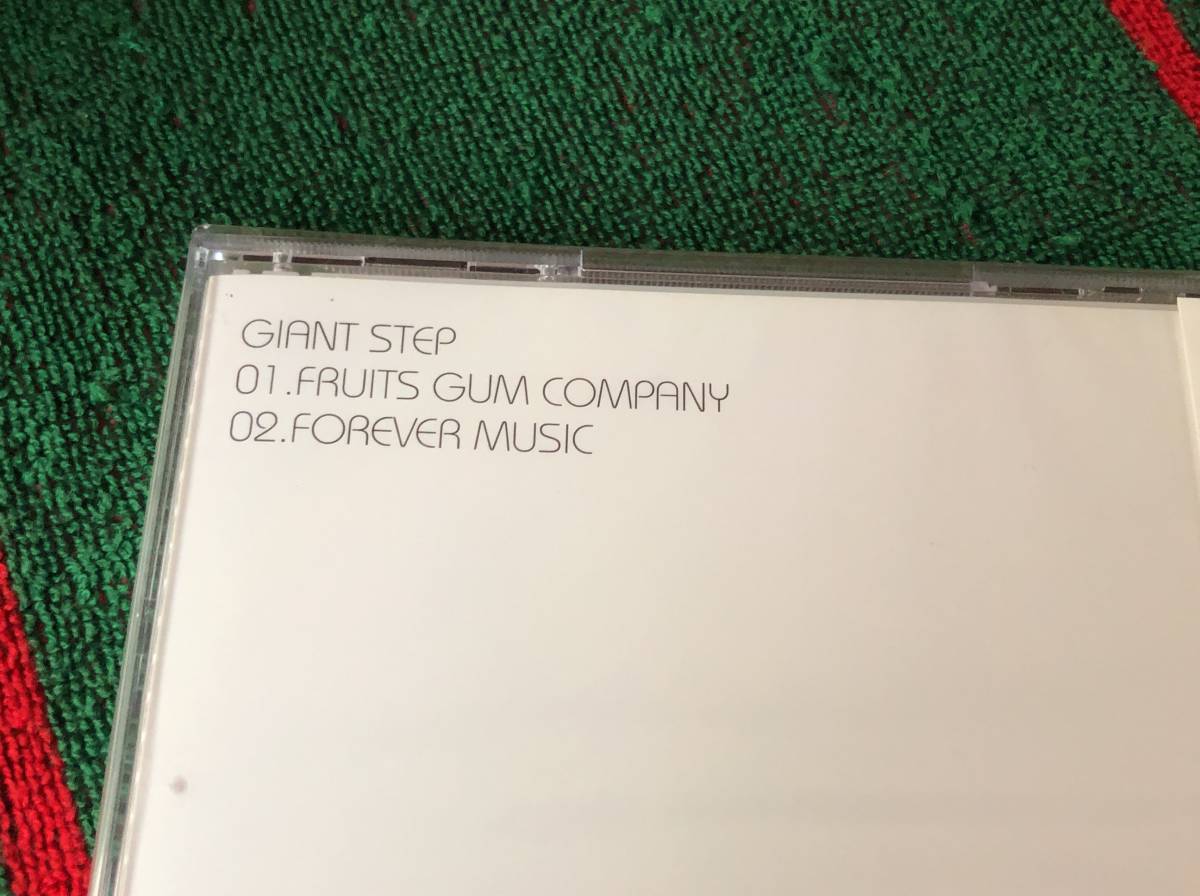 GIANT STEP
01.FRUITS GUM COMPANY
02.FOREVER MUSIC